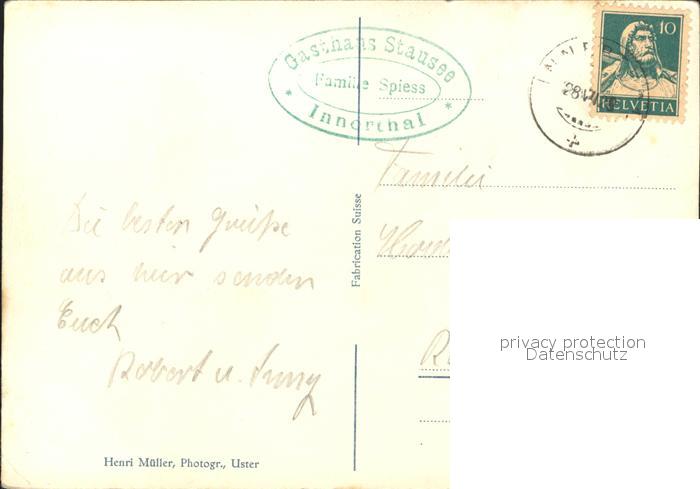 Gasthaus Stausee
Familie Spiess
* Innerthal *
10
HELVETIA
Familie
Fabrication Suisse
Die besten Grüße
aus hier senden
Euch
Robert u.
privacy protection
Datenschutz
Henri Müller, Photogr., Uster